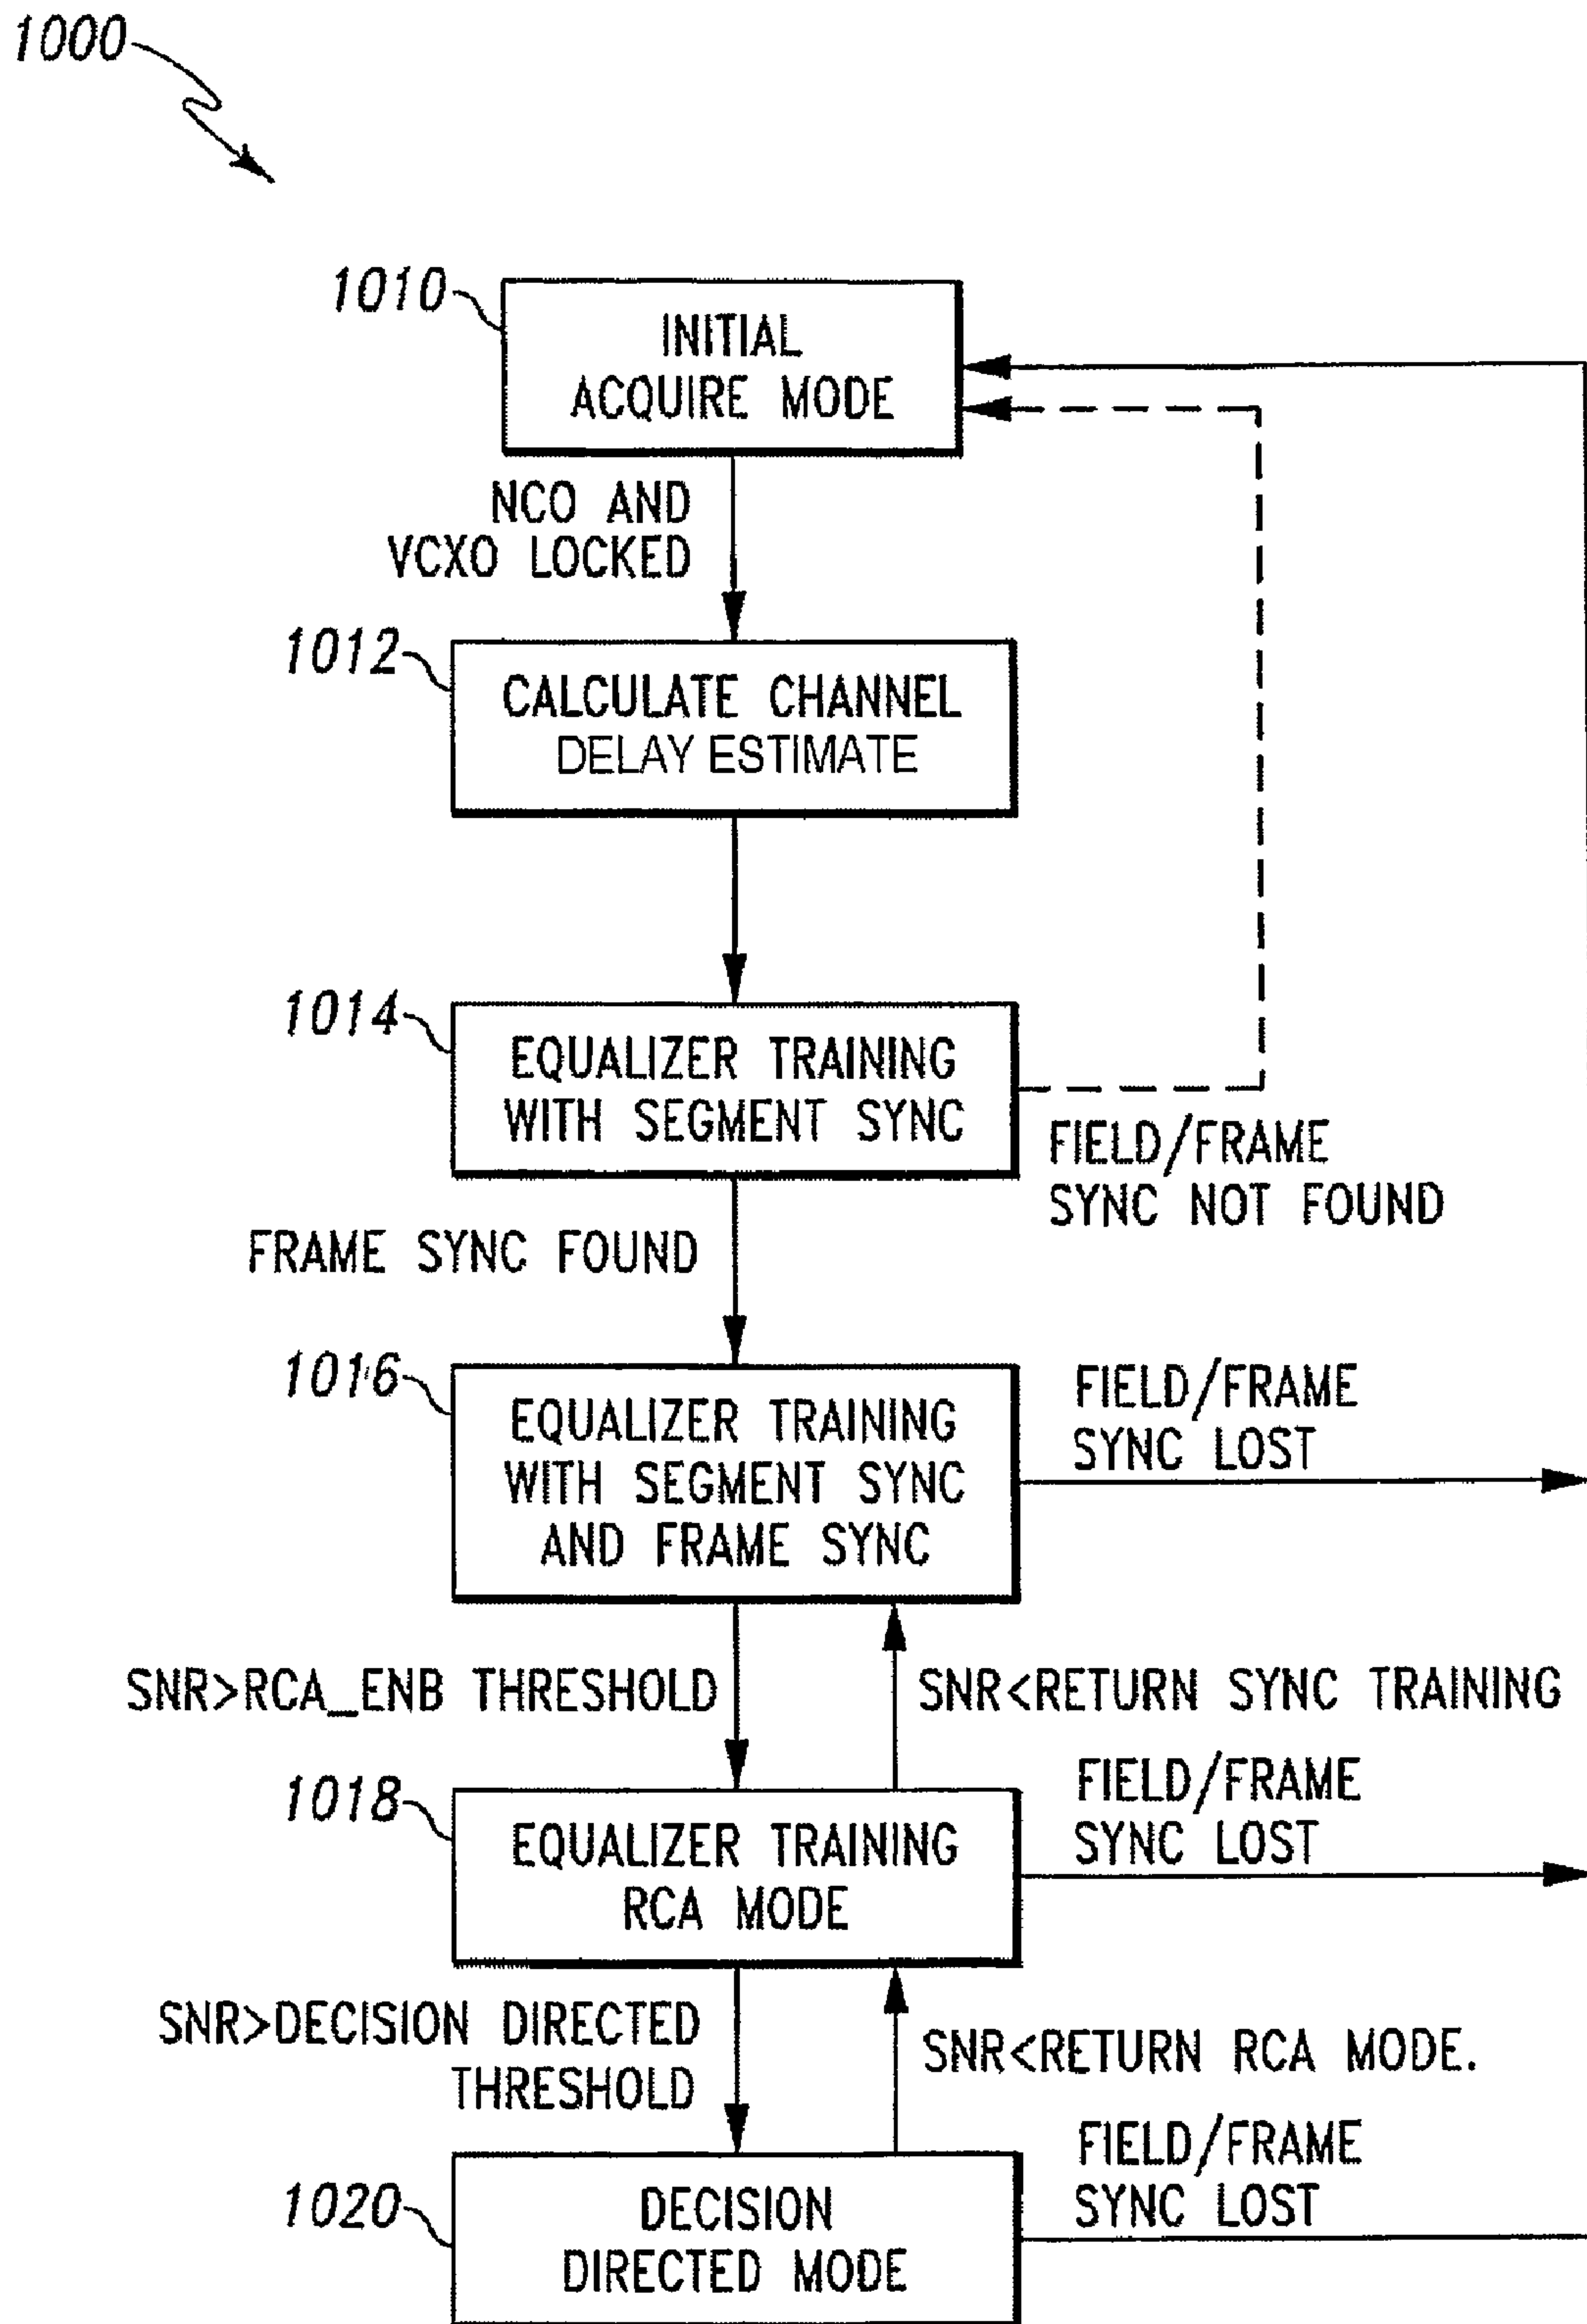 1000
1010
INITIAL
ACQUIRE MODE
NCO AND
VCXO LOCKED
1012
CALCULATE CHANNEL
DELAY ESTIMATE
1014
EQUALIZER TRAINING
WITH SEGMENT SYNC
FIELD/FRAME
SYNC NOT FOUND
FRAME SYNC FOUND
1016
EQUALIZER TRAINING
WITH SEGMENT SYNC
AND FRAME SYNC
FIELD/FRAME
SYNC LOST
SNR>RCA_ENB THRESHOLD
SNR<RETURN SYNC TRAINING
1018
EQUALIZER TRAINING
RCA MODE
FIELD/FRAME
SYNC LOST
SNR>DECISION DIRECTED
THRESHOLD
SNR<RETURN RCA MODE.
1020
DECISION
DIRECTED MODE
FIELD/FRAME
SYNC LOST